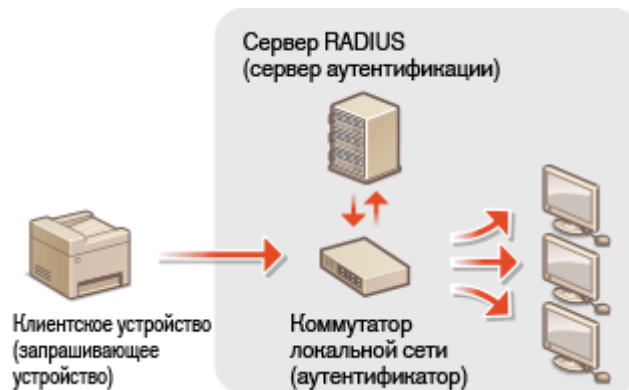 Сервер RADIUS
(сервер аутентификации)
Клиентское устройство
(запрашивающее
устройство)
Коммутатор
локальной сети
(аутентификатор)